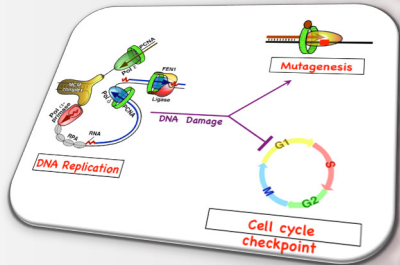 PCNA
Pol ε
FEN1
MCM
complex
Pol δ
PCNA
Ligase
Pol α-
primase
RPA
RNA
DNA Replication
DNA Damage
Mutagenesis
G1
S
G2
M
Cell cycle
checkpoint